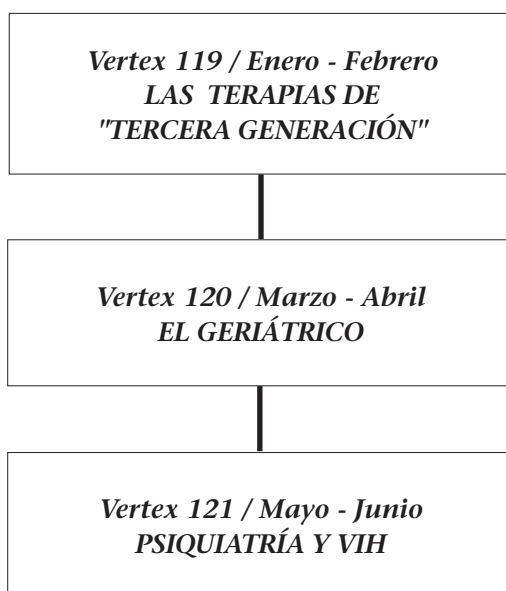 Vertex 119 / Enero - Febrero
LAS TERAPIAS DE
"TERCERA GENERACIÓN"
Vertex 120 / Marzo - Abril
EL GERIÁTRICO
Vertex 121 / Mayo - Junio
PSIQUIATRÍA Y VIH